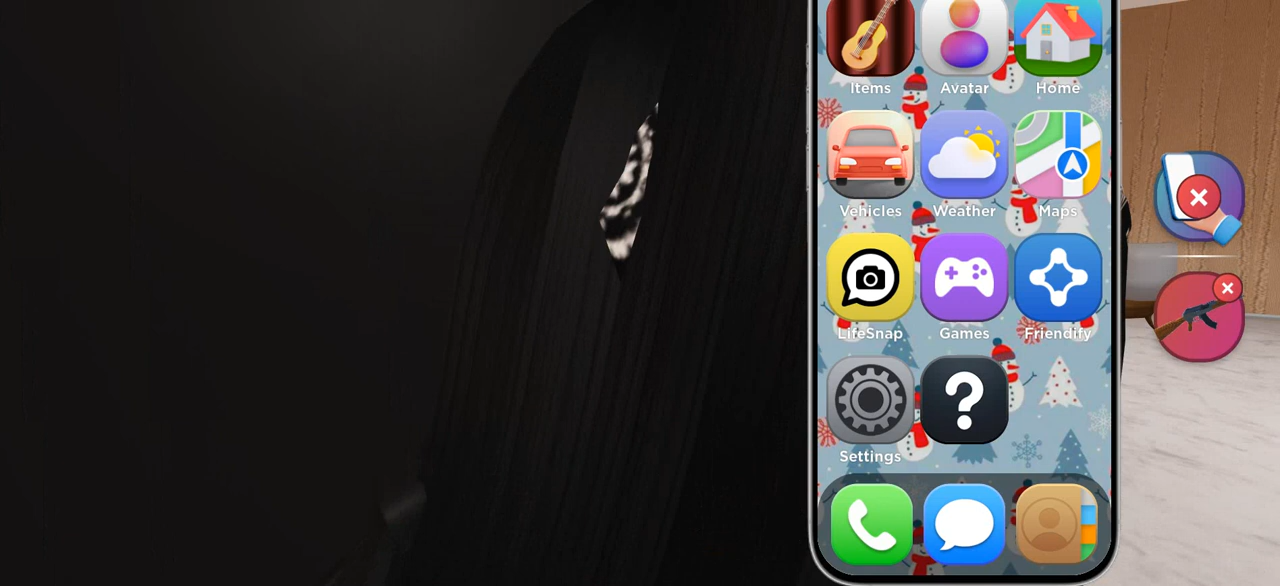 Items Avatar Home
Vehicles Weather Maps
LifeSnap Games Friendify
?
Settings